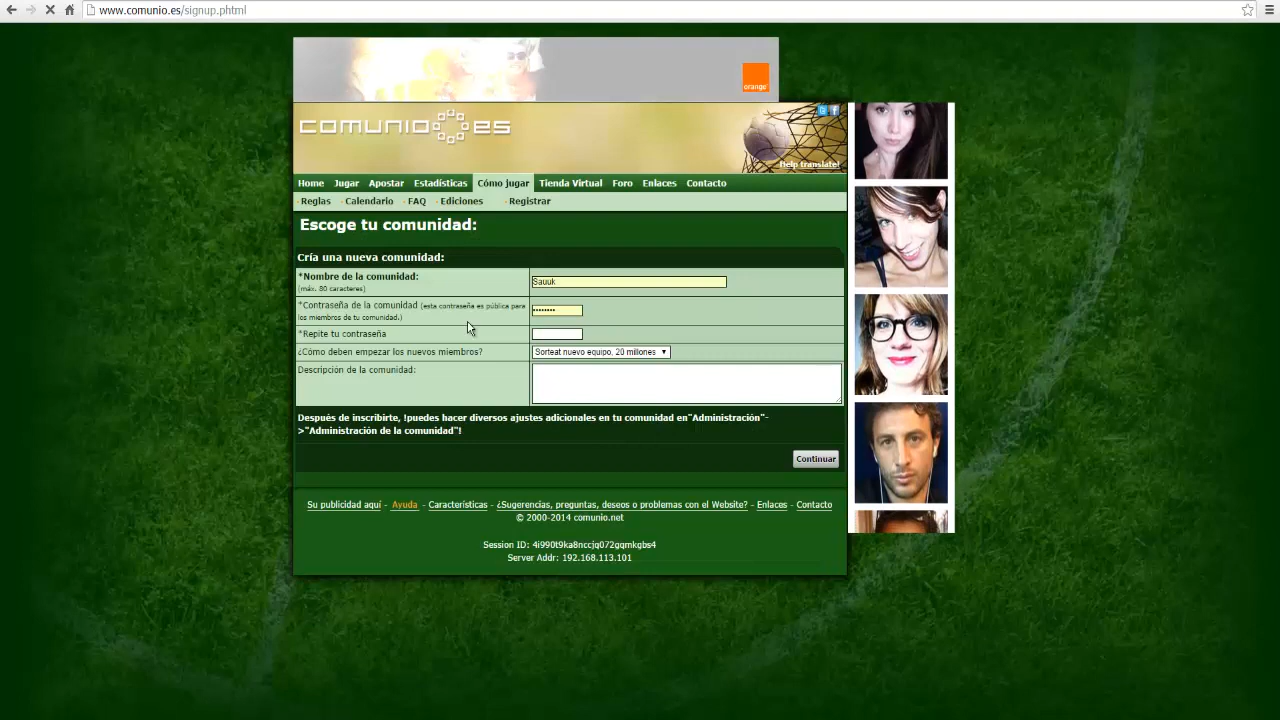 www.comunio.es/signup.phtml
orange
comunio es
Help translate!
Home Jugar Apostar Estadísticas Cómo jugar Tienda Virtual Foro Enlaces Contacto
Reglas Calendario FAQ Ediciones Registrar
Escoge tu comunidad:
Cría una nueva comunidad:
*Nombre de la comunidad:
(máx. 80 caracteres)
Sauuk
*Contraseña de la comunidad (esta contraseña es pública para
los miembros de tu comunidad.)
••••••••
*Repite tu contraseña
¿Cómo deben empezar los nuevos miembros?
Sorteat nuevo equipo, 20 millones
Descripción de la comunidad:
Después de inscribirte, !puedes hacer diversos ajustes adicionales en tu comunidad en"Administración"-
>"Administración de la comunidad"!
Continuar
Su publicidad aquí - Ayuda - Características - ¿Sugerencias, preguntas, deseos o problemas con el Website? - Enlaces - Contacto
© 2000-2014 comunio.net
Session ID: 4i990t9ka8nccjq072gqmkgbs4
Server Addr: 192.168.113.101